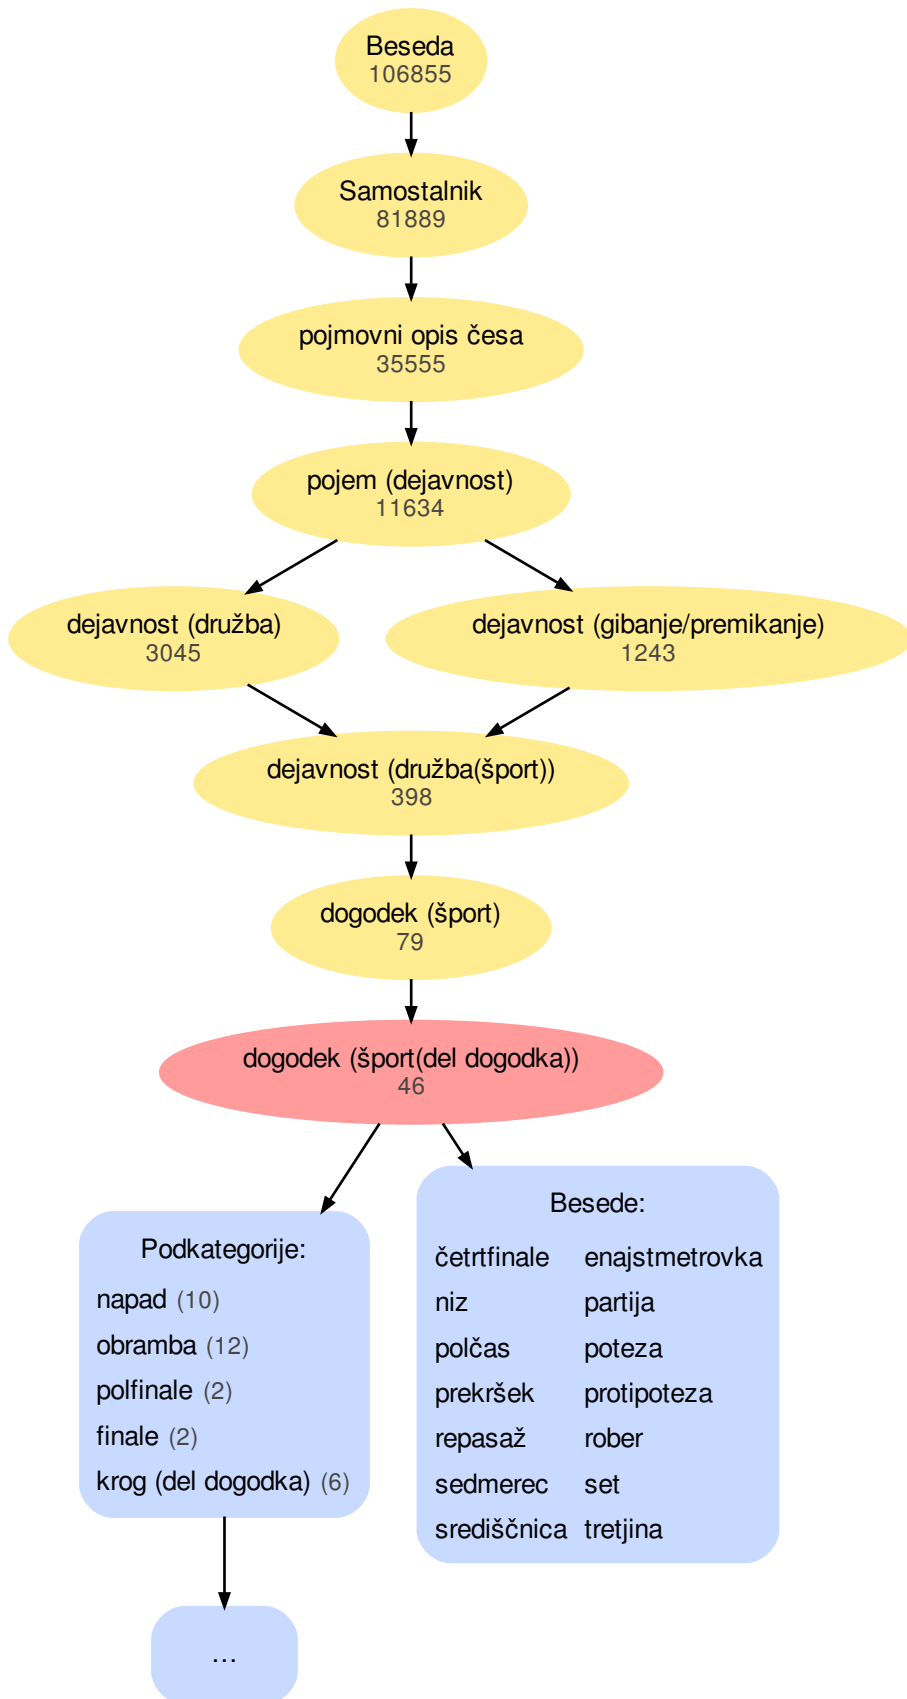 Beseda
106855
Samostalnik
81889
pojmovni opis česa
35555
pojem (dejavnost)
11634
dejavnost (družba)
3045
dejavnost (gibanje/premikanje)
1243
dejavnost (družba(šport))
398
dogodek (šport)
79
dogodek (šport(del dogodka))
46
Podkategorije:
napad (10)
obramba (12)
polfinale (2)
finale (2)
krog (del dogodka) (6)
...
Besede:
četrtfinale enajstmetrovka
niz partija
polčas poteza
prekršek protipoteza
repasaž rober
sedmerec set
središčnica tretjina